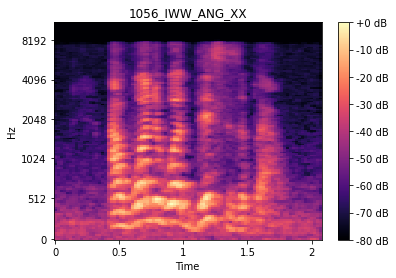 1056_IWW_ANG_XX
+0 dB
8192
-10 dB
4096
-20 dB
-30 dB
2048
Hz
-40 dB
1024
-50 dB
512
-60 dB
-70 dB
0
-80 dB
0 0.5 1 1.5 2
Time